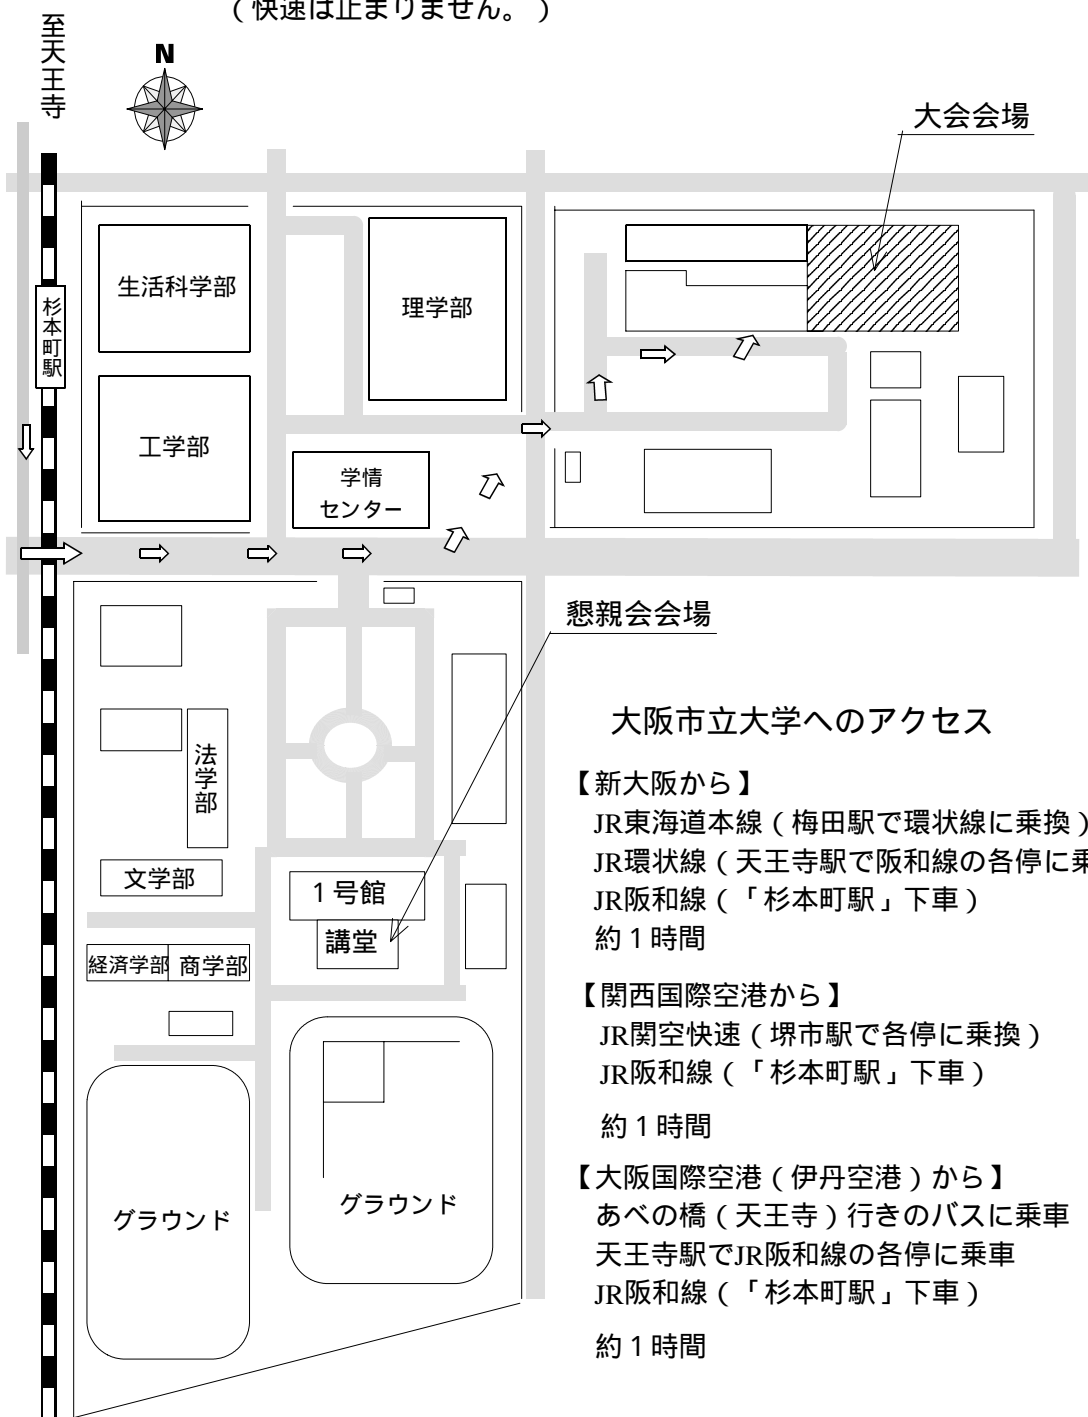 （快速は止まりません。）
至天王寺
N
大会会場
生活科学部
理学部
杉本町駅
工学部
学情
センター
懇親会会場
法学部
文学部
１号館
講堂
経済学部
商学部
グラウンド
グラウンド
大阪市立大学へのアクセス
【新大阪から】
JR東海道本線（梅田駅で環状線に乗換）
JR環状線（天王寺駅で阪和線の各停に乗
JR阪和線（「杉本町駅」下車）
約１時間
【関西国際空港から】
JR関空快速（堺市駅で各停に乗換）
JR阪和線（「杉本町駅」下車）
約１時間
【大阪国際空港（伊丹空港）から】
あべの橋（天王寺）行きのバスに乗車
天王寺駅でJR阪和線の各停に乗車
JR阪和線（「杉本町駅」下車）
約１時間